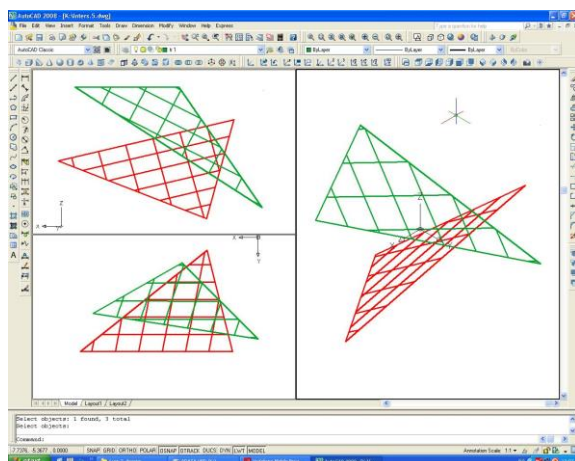 AutoCAD 2008 - [A:\Inters.5.dwg]
File Edit View Insert Format Tools Draw Dimension Modify Window Help Express
AutoCAD Classic
ByLayer
ByLayer
ByLayer
Z
X
X
Y
Z
Model Layout1 Layout2
Select objects: 1 found, 3 total
Select objects:
Command:
SNAP GRID ORTHO POLAR OSNAP OTRACK DUCS DYN LWT MODEL
Annotation Scale: 1:1